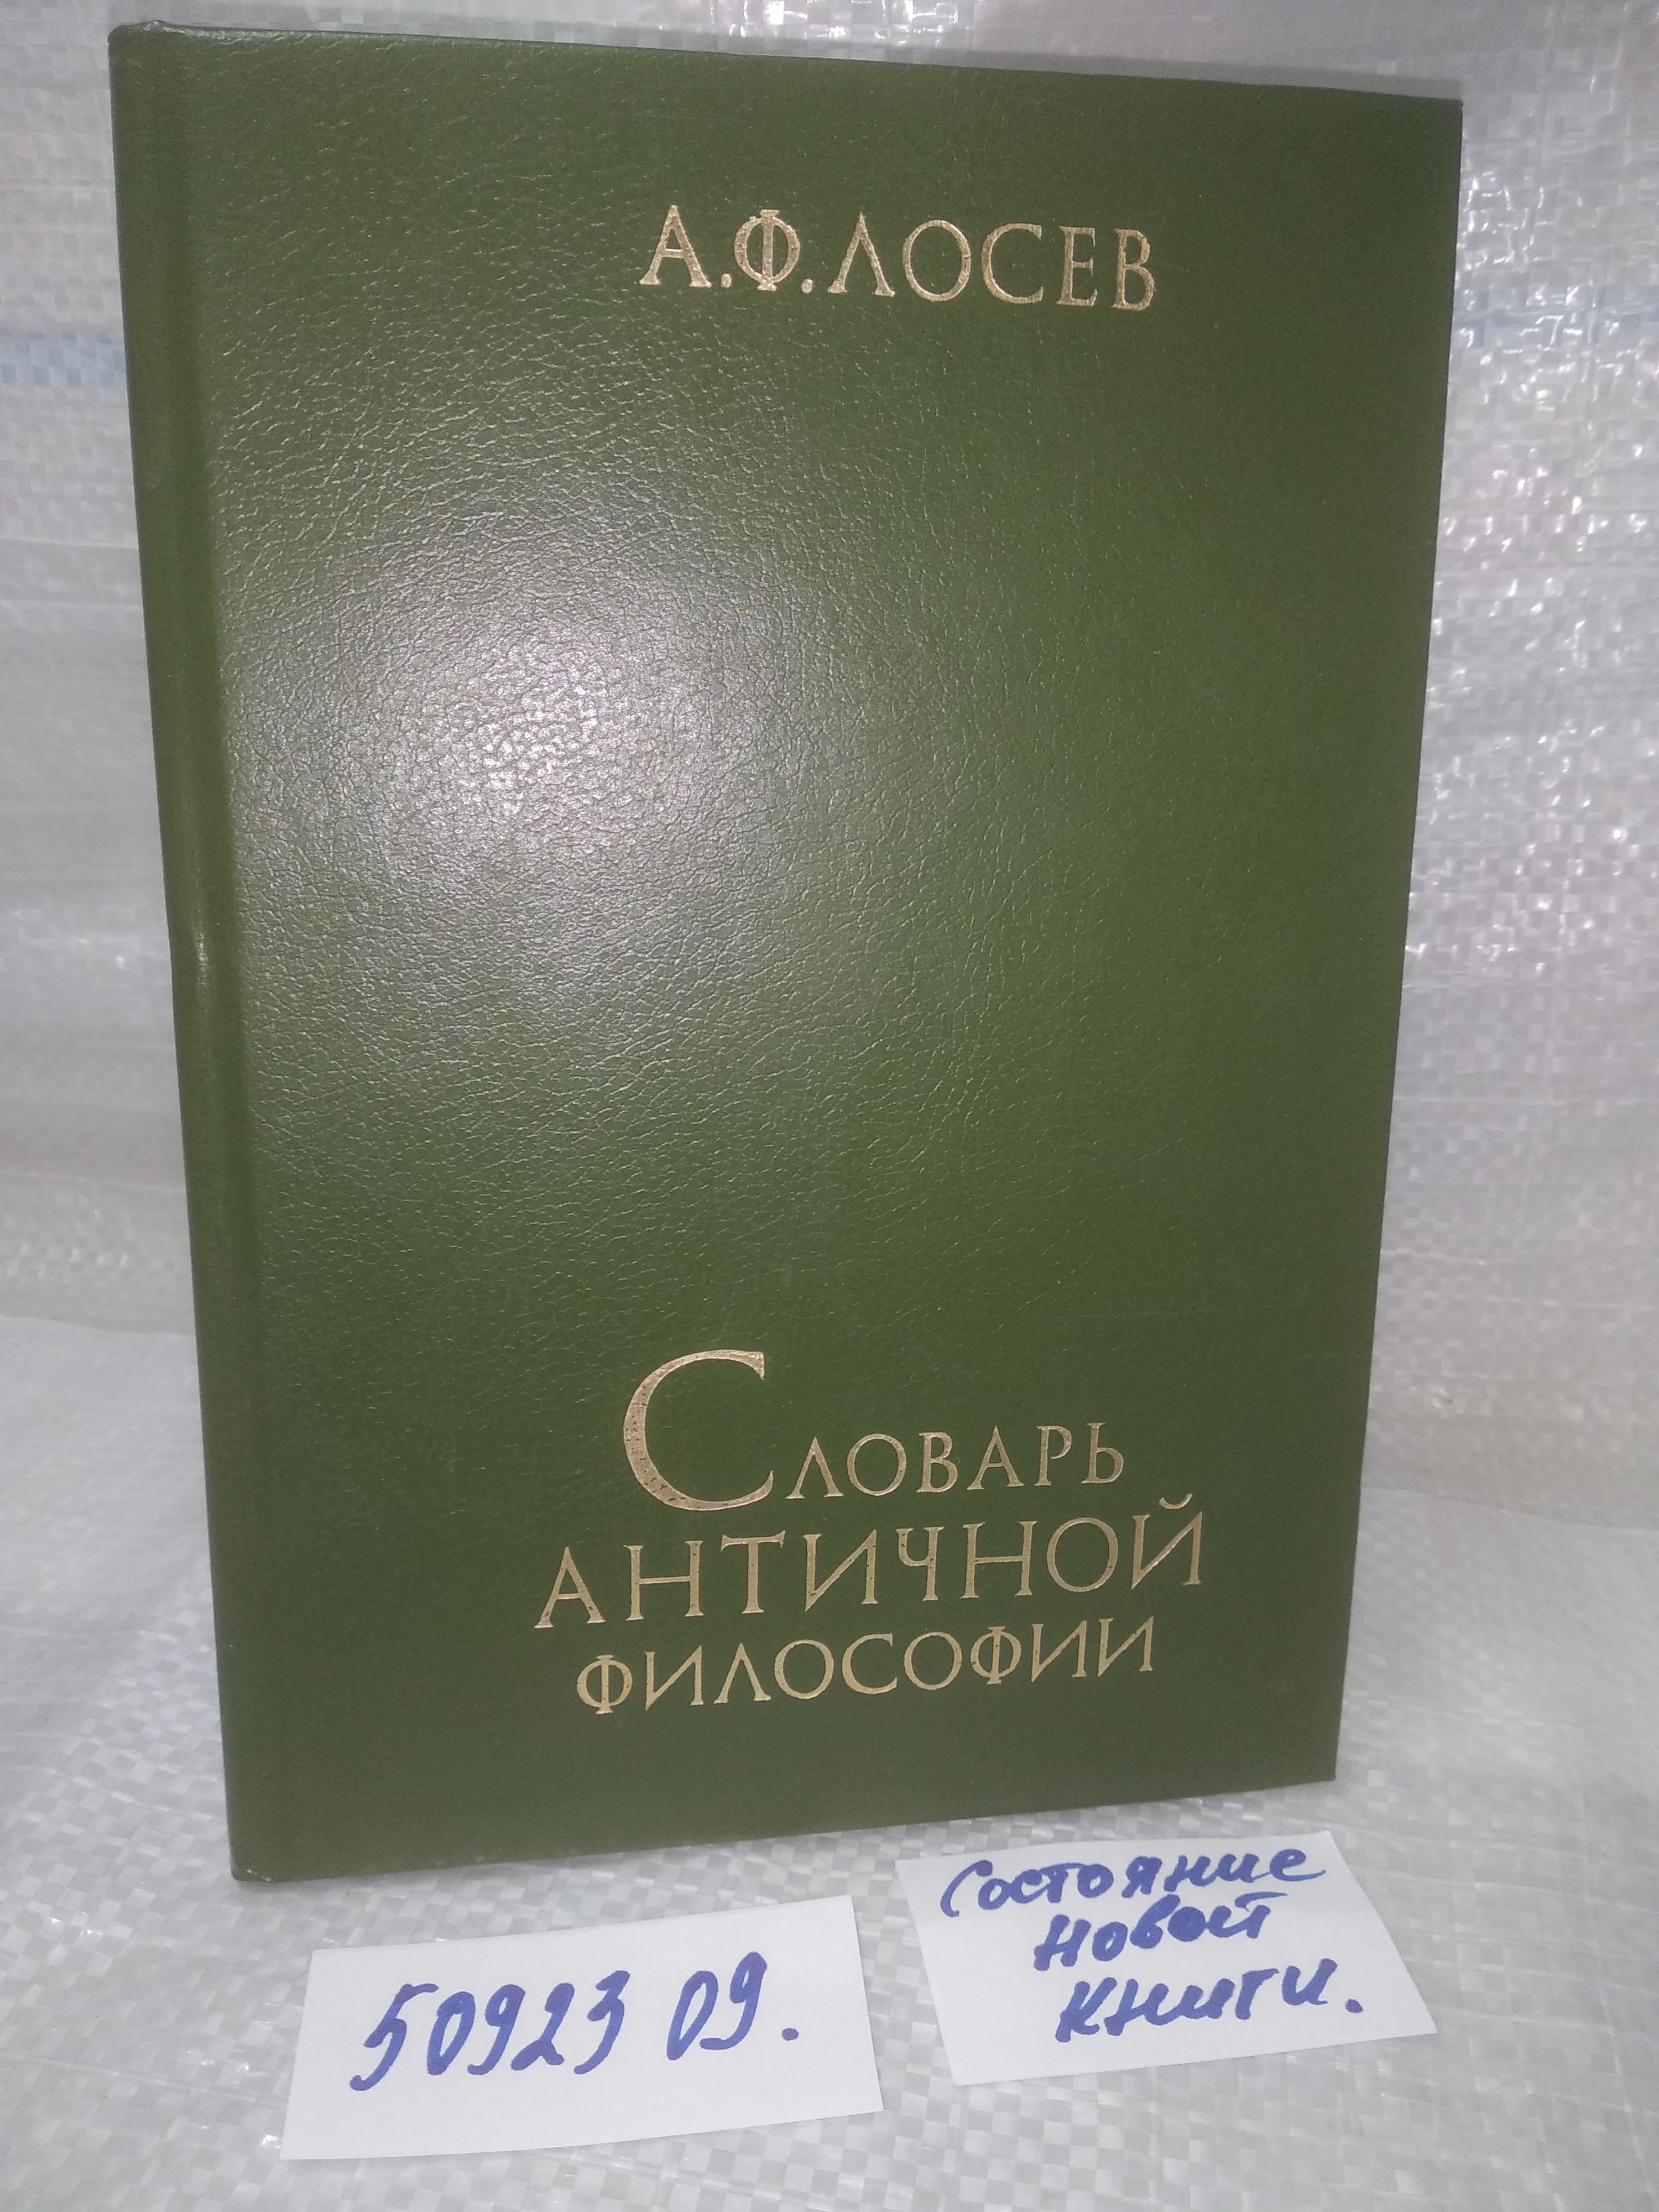 А.Ф.ЛОСЕВ
Словарь
античной
философии
50923 09.
Состояние
новой
книги.